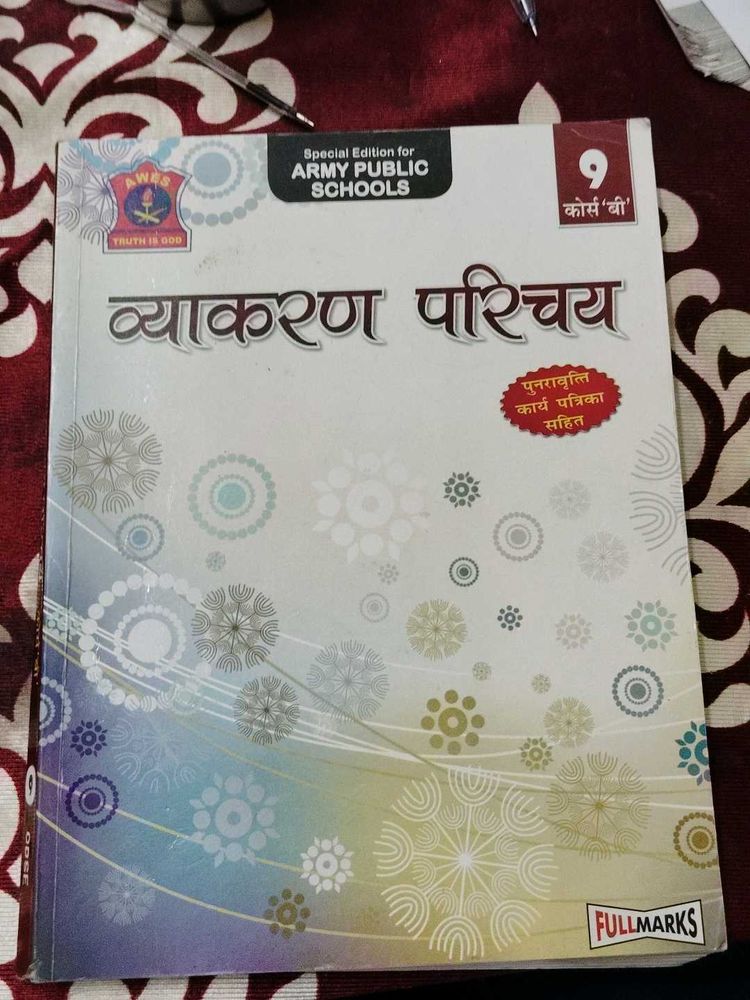 Special Edition for
ARMY PUBLIC
SCHOOLS
AWES
TRUTH IS GOD
9
कोर्स 'बी'
व्याकरण परिचय
पुनरावृत्ति
कार्य पत्रिका
सहित
FULLMARKS